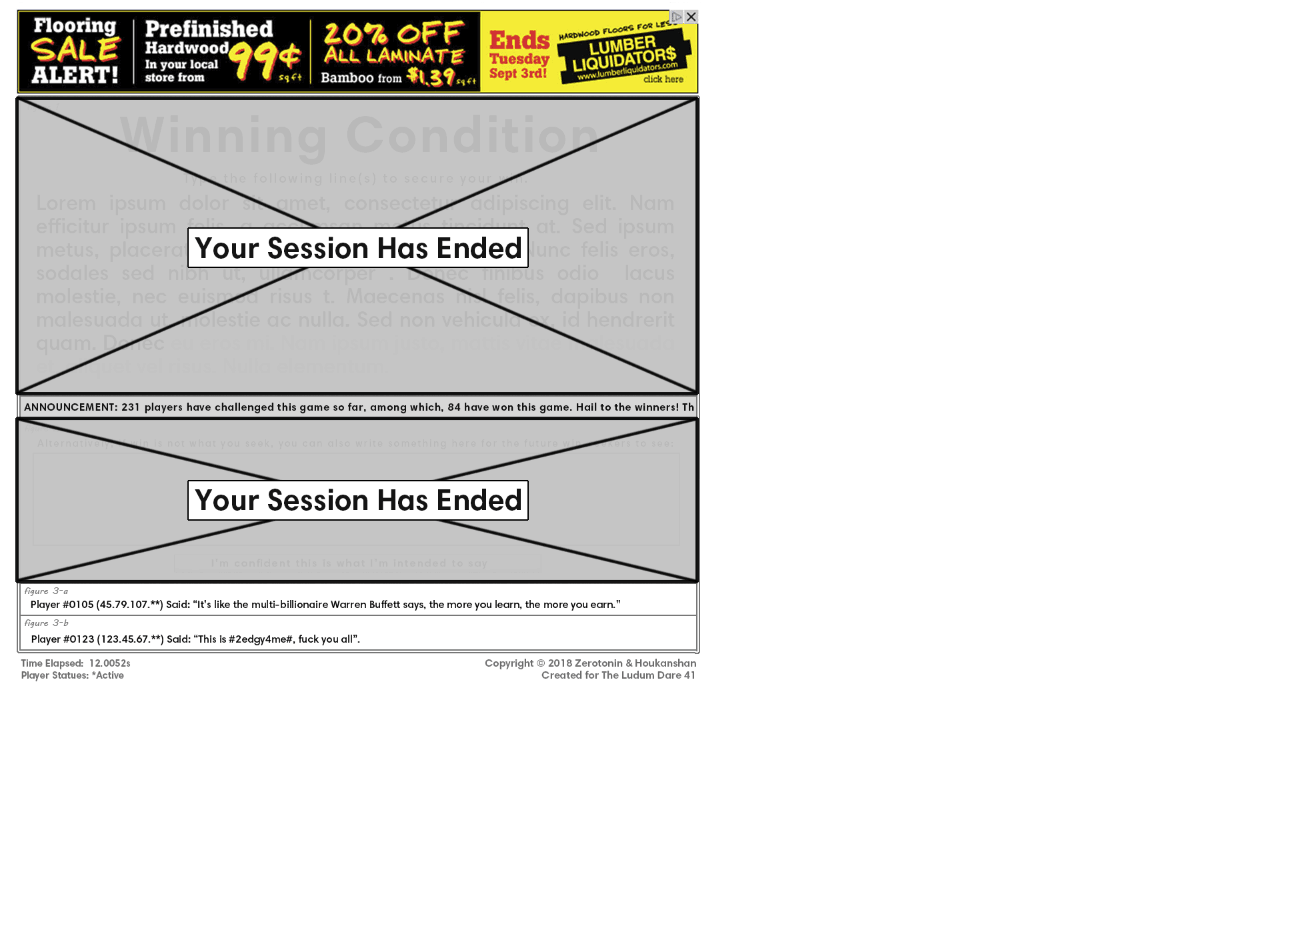 Flooring SALE ALERT!
Prefinished Hardwood In your local store from 99¢ sq ft
20% OFF ALL LAMINATE Bamboo from $1.39 sq ft
Ends Tuesday Sept 3rd!
HARDWOOD FLOORS FOR LESS
LUMBER LIQUIDATOR$
www.lumberliquidators.com
click here
Winning Condition
Type the following line(s) to secure your
Lorem ipsum dolor sit amet, consectetur adipiscing elit. Nam
efficitur ipsum felis, a accumsan metus tincidunt at. Sed ipsum
metus, placerat Nunc felis eros,
Your Session Has Ended
sodales sed nibh ut, ullamcorper . Donec finibus odio lacus
molestie, nec euismod risus t. Maecenas nisl felis, dapibus non
malesuada ut, molestie ac nulla. Sed non vehicula ex, id hendrerit
quam. Donec
ANNOUNCEMENT: 231 players have challenged this game so far, among which, 84 have won this game. Hail to the winners! Th
Alternatively, is not what you seek, you can also write something here for the future to see!
Your Session Has Ended
I'm confident this is what I'm intended to say
figure 3-a
Player #0105 (45.79.107.**) Said: “It’s like the multi-billionaire Warren Buffett says, the more you learn, the more you earn.”
figure 3-b
Player #0123 (123.45.67.**) Said: “This is #2edgy4me#, fuck you all”.
Time Elapsed: 12.0052s
Player Statues: *Active
Copyright © 2018 Zerotonin & Houkanshan
Created for The Ludum Dare 41